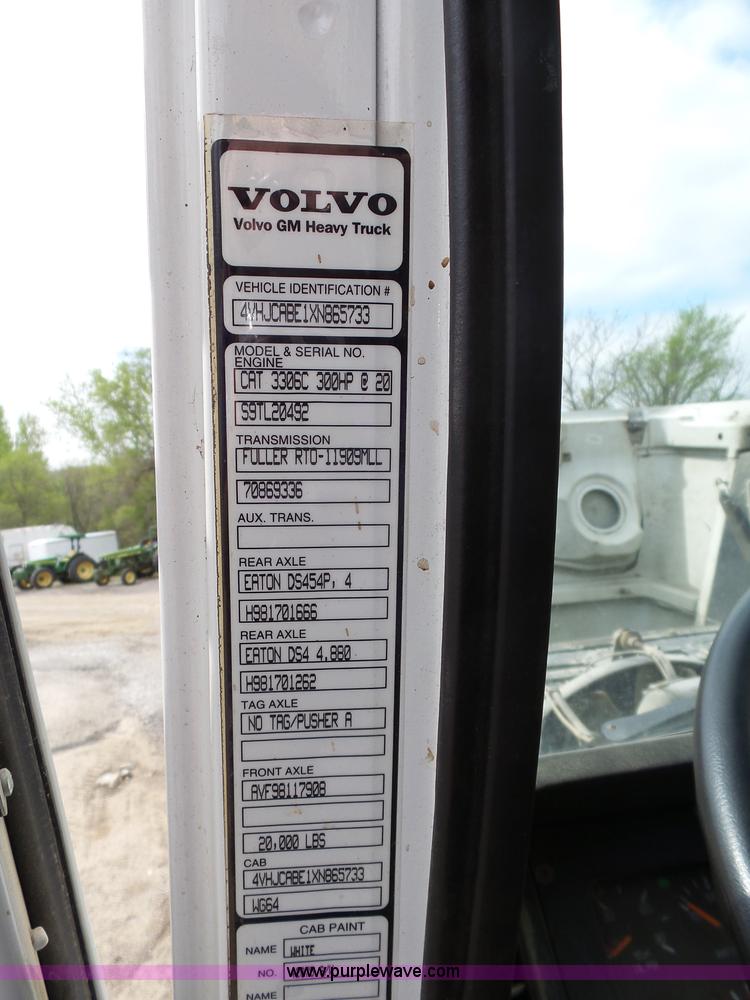 VOLVO
Volvo GM Heavy Truck
VEHICLE IDENTIFICATION #
4VHJCABE1XN865733
MODEL & SERIAL NO.
ENGINE
CAT 3306C 300HP @ 20
S9TL20492
TRANSMISSION
FULLER RTO-11909MLL
70869336
AUX. TRANS.
REAR AXLE
EATON DS454P, 4
H981701666
REAR AXLE
EATON DS4 4.880
H981701262
TAG AXLE
NO TAG/PUSHER A
FRONT AXLE
AVF98117908
20,000 LBS
CAB
4VHJCABE1XN865733
WG64
CAB PAINT
NAME WHITE
NO.
www.purplewave.com
NAME